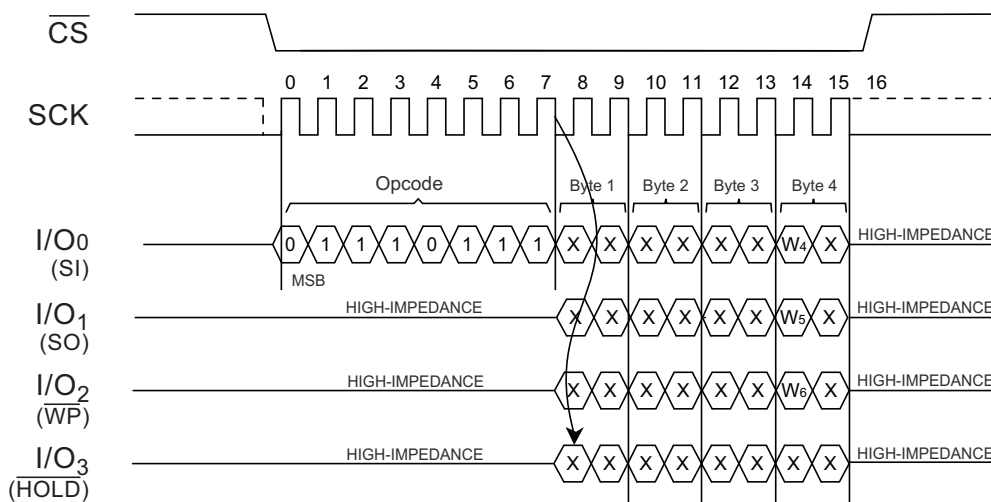 CS
0 1 2 3 4 5 6 7 8 9 10 11 12 13 14 15 16
SCK
Opcode Byte 1 Byte 2 Byte 3 Byte 4
I/O0 0 1 1 1 0 1 1 1 X X X X X X W4 X HIGH-IMPEDANCE
(SI) MSB
I/O1 HIGH-IMPEDANCE X X X X X X W5 X HIGH-IMPEDANCE
(SO)
I/O2 HIGH-IMPEDANCE X X X X X X W6 X HIGH-IMPEDANCE
(WP)
I/O3 HIGH-IMPEDANCE X X X X X X X X HIGH-IMPEDANCE
(HOLD)